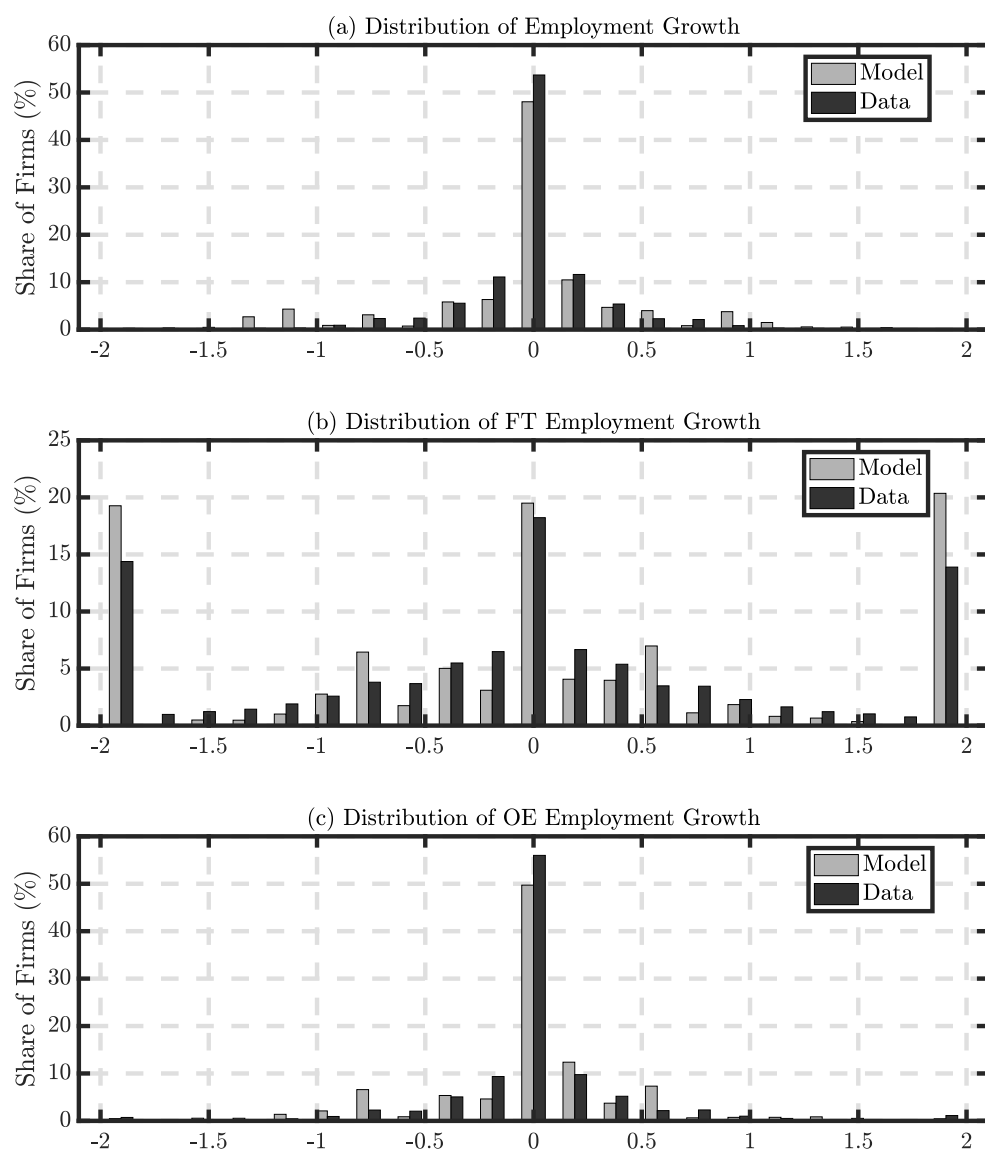 (a) Distribution of Employment Growth
60
50
40
30
20
10
0
Share of Firms (%)
Model
Data
-2 -1.5 -1 -0.5 0 0.5 1 1.5 2
(b) Distribution of FT Employment Growth
25
20
15
10
5
0
Share of Firms (%)
Model
Data
-2 -1.5 -1 -0.5 0 0.5 1 1.5 2
(c) Distribution of OE Employment Growth
60
50
40
30
20
10
0
Share of Firms (%)
Model
Data
-2 -1.5 -1 -0.5 0 0.5 1 1.5 2